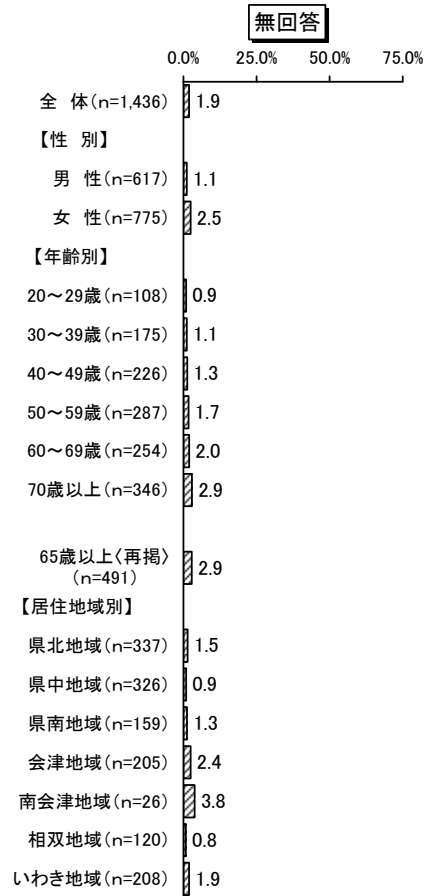 無回答
0.0% 25.0% 50.0% 75.0%
全 体(n=1,436) 1.9
【性 別】
男 性(n=617) 1.1
女 性(n=775) 2.5
【年齢別】
20～29歳(n=108) 0.9
30～39歳(n=175) 1.1
40～49歳(n=226) 1.3
50～59歳(n=287) 1.7
60～69歳(n=254) 2.0
70歳以上(n=346) 2.9
65歳以上〈再掲〉
(n=491) 2.9
【居住地域別】
県北地域(n=337) 1.5
県中地域(n=326) 0.9
県南地域(n=159) 1.3
会津地域(n=205) 2.4
南会津地域(n=26) 3.8
相双地域(n=120) 0.8
いわき地域(n=208) 1.9